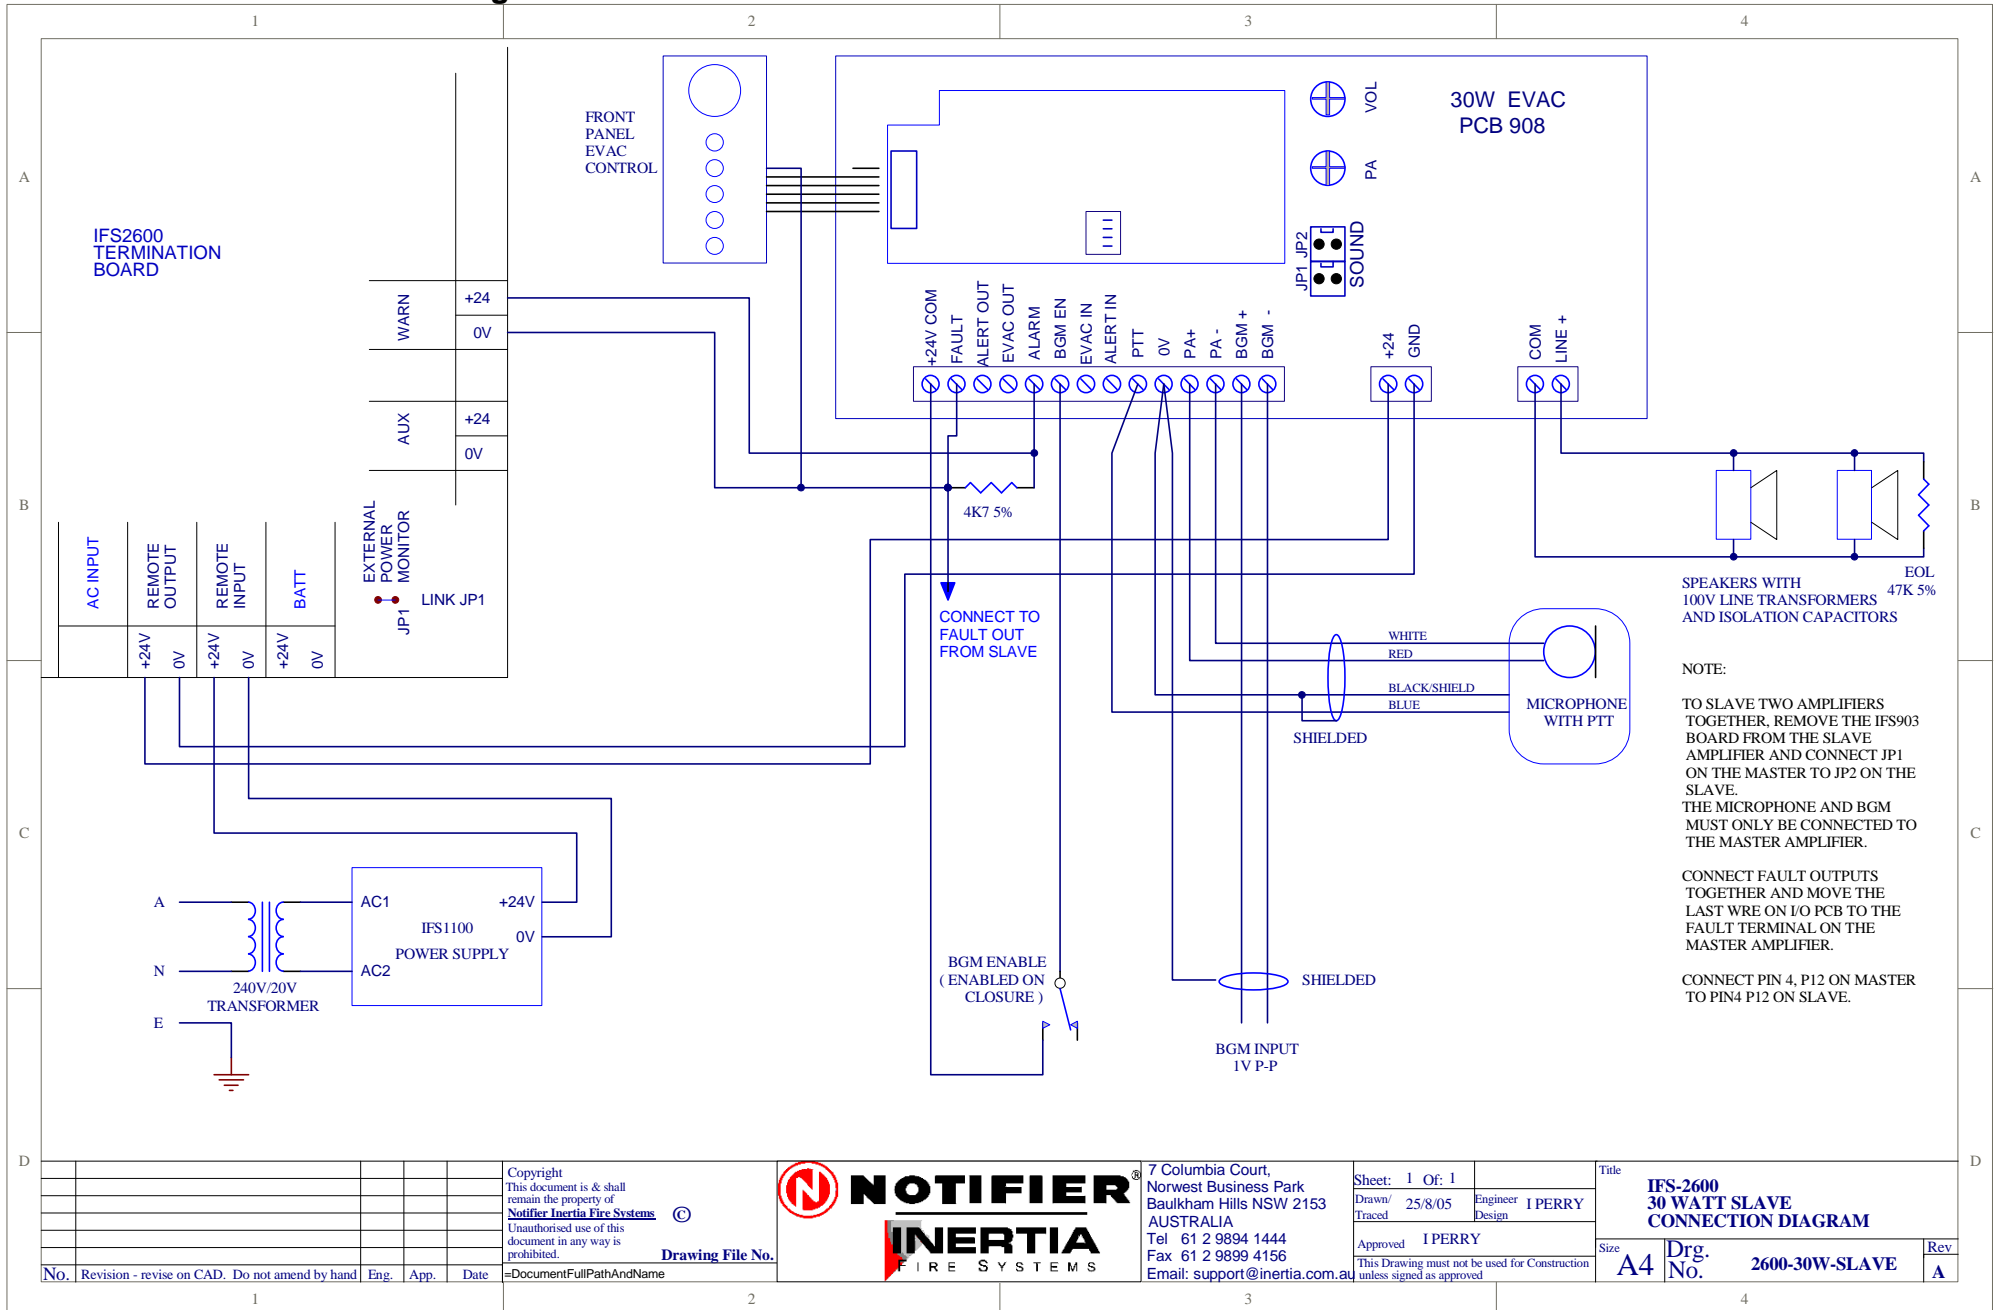 1
2
3
4
A
A
B
B
C
C
D
D
1
2
3
4
IFS2600
TERMINATION
BOARD
WARN
+24
0V
AUX
+24
0V
AC INPUT
REMOTE
OUTPUT
REMOTE
INPUT
BATT
+24V
0V
+24V
0V
+24V
0V
EXTERNAL
POWER
MONITOR
JP1
LINK JP1
FRONT
PANEL
EVAC
CONTROL
30W EVAC
PCB 908
VOL
PA
JP1 JP2
SOUND
+24V COM
FAULT
ALERT OUT
EVAC OUT
ALARM
BGM EN
EVAC IN
ALERT IN
PTT
0V
PA+
PA -
BGM +
BGM -
+24
GND
COM
LINE +
4K7 5%
CONNECT TO
FAULT OUT
FROM SLAVE
EOL
47K 5%
SPEAKERS WITH
100V LINE TRANSFORMERS
AND ISOLATION CAPACITORS
WHITE
RED
BLACK/SHIELD
BLUE
SHIELDED
MICROPHONE
WITH PTT
NOTE:
TO SLAVE TWO AMPLIFIERS
TOGETHER, REMOVE THE IFS903
BOARD FROM THE SLAVE
AMPLIFIER AND CONNECT JP1
ON THE MASTER TO JP2 ON THE
SLAVE.
THE MICROPHONE AND BGM
MUST ONLY BE CONNECTED TO
THE MASTER AMPLIFIER.
CONNECT FAULT OUTPUTS
TOGETHER AND MOVE THE
LAST WRE ON I/O PCB TO THE
FAULT TERMINAL ON THE
MASTER AMPLIFIER.
CONNECT PIN 4, P12 ON MASTER
TO PIN4 P12 ON SLAVE.
A
N
E
240V/20V
TRANSFORMER
AC1
AC2
IFS1100
POWER SUPPLY
+24V
0V
BGM ENABLE
( ENABLED ON
CLOSURE )
SHIELDED
BGM INPUT
1V P-P
No. Revision - revise on CAD. Do not amend by hand Eng. App. Date
Copyright
This document is & shall
remain the property of
Notifier Inertia Fire Systems ©
Unauthorised use of this
document in any way is
prohibited.
Drawing File No.
=DocumentFullPathAndName
N NOTIFIER®
INERTIA
FIRE SYSTEMS
7 Columbia Court,
Norwest Business Park
Baulkham Hills NSW 2153
AUSTRALIA
Tel 61 2 9894 1444
Fax 61 2 9899 4156
Email: support@inertia.com.au
Sheet: 1 Of: 1
Drawn/
Traced 25/8/05
Engineer
Design I PERRY
Approved I PERRY
This Drawing must not be used for Construction
unless signed as approved
Title
IFS-2600
30 WATT SLAVE
CONNECTION DIAGRAM
Size
A4
Drg.
No.
2600-30W-SLAVE
Rev
A